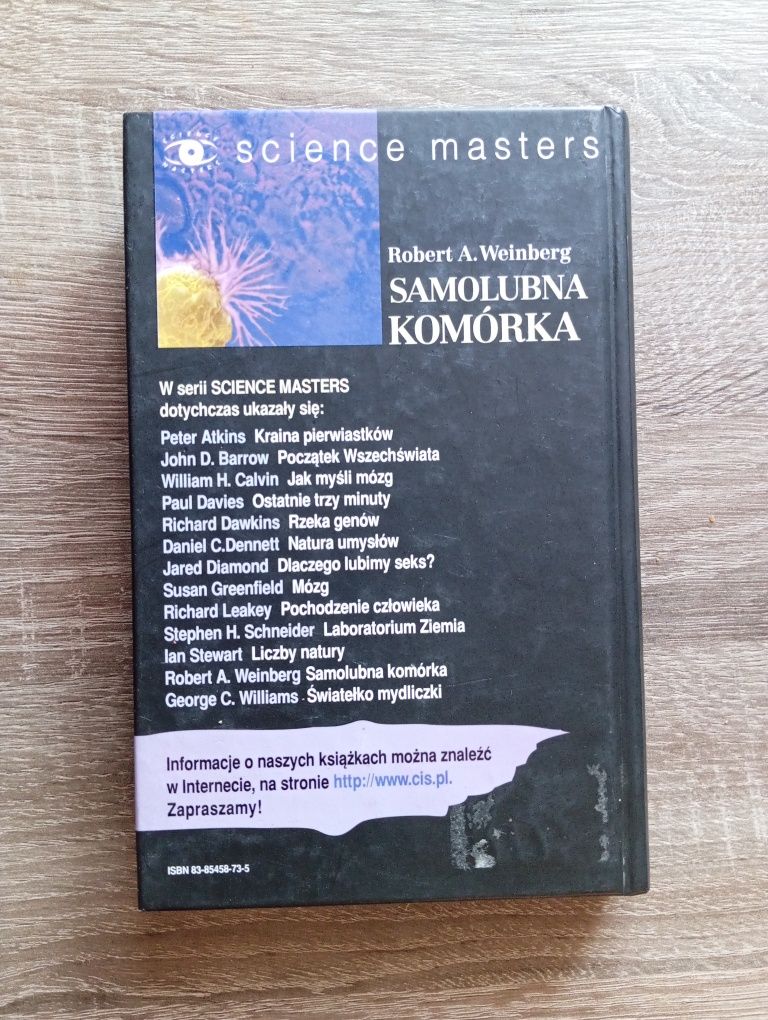 SCIENCE
MASTERS
science masters
Robert A. Weinberg
SAMOLUBNA
KOMÓRKA
W serii SCIENCE MASTERS
dotychczas ukazały się:
Peter Atkins Kraina pierwiastków
John D. Barrow Początek Wszechświata
William H. Calvin Jak myśli mózg
Paul Davies Ostatnie trzy minuty
Richard Dawkins Rzeka genów
Daniel C.Dennett Natura umysłów
Jared Diamond Dlaczego lubimy seks?
Susan Greenfield Mózg
Richard Leakey Pochodzenie człowieka
Stephen H. Schneider Laboratorium Ziemia
Ian Stewart Liczby natury
Robert A. Weinberg Samolubna komórka
George C. Williams Światełko mydliczki
Informacje o naszych książkach można znaleźć
w Internecie, na stronie http://www.cis.pl.
Zapraszamy!
ISBN 83-85458-73-5